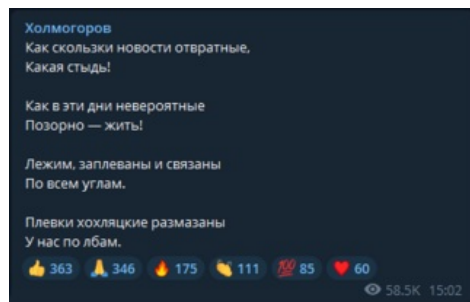 Холмогоров
Как скользки новости отвратные,
Какая стыдь!
Как в эти дни невероятные
Позорно — жить!
Лежим, заплеваны и связаны
По всем углам.
Плевки хохляцкие размазаны
У нас по лбам.
👍 363 🙏 346 🔥 175 👏 111 💯 85 ❤ 60
58.5K 15:02